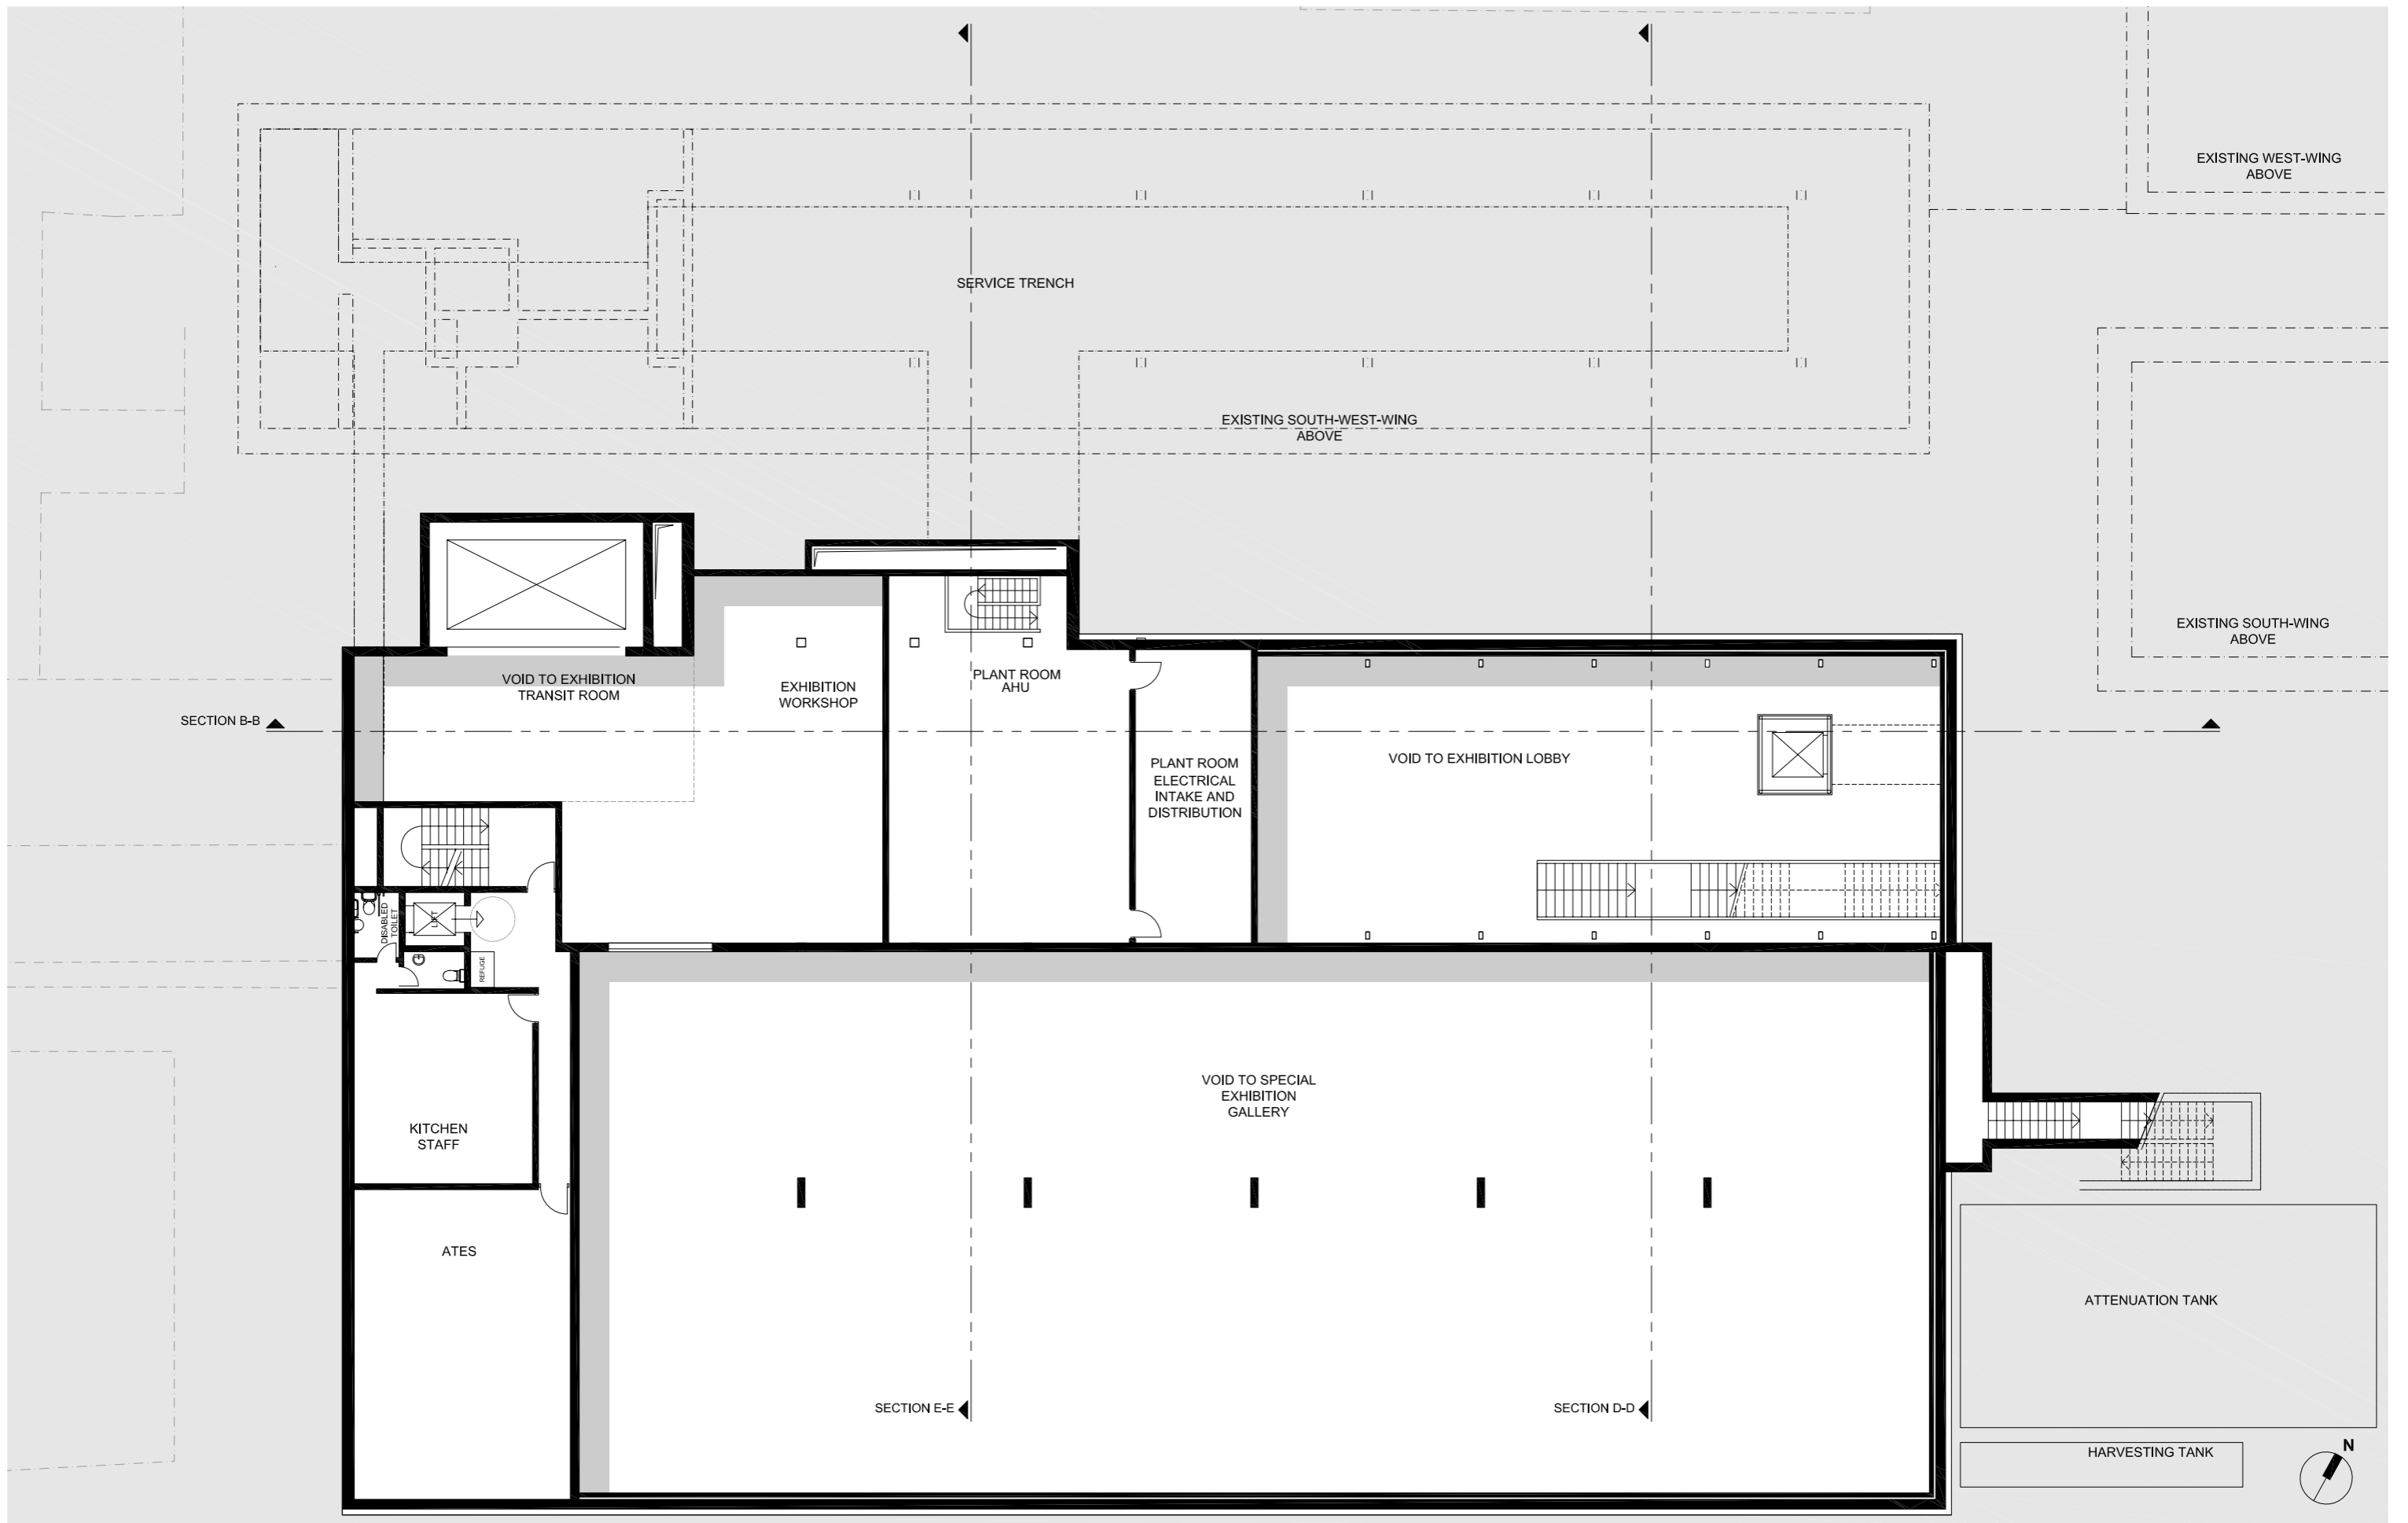 EXISTING WEST-WING
ABOVE
SERVICE TRENCH
EXISTING SOUTH-WEST-WING
ABOVE
EXISTING SOUTH-WING
ABOVE
VOID TO EXHIBITION
TRANSIT ROOM
EXHIBITION
WORKSHOP
PLANT ROOM
AHU
SECTION B-B
PLANT ROOM
ELECTRICAL
INTAKE AND
DISTRIBUTION
VOID TO EXHIBITION LOBBY
DISABLED
TOILET
LIFT
REFUGE
VOID TO SPECIAL
EXHIBITION
GALLERY
KITCHEN
STAFF
ATES
ATTENUATION TANK
SECTION E-E
SECTION D-D
HARVESTING TANK
N